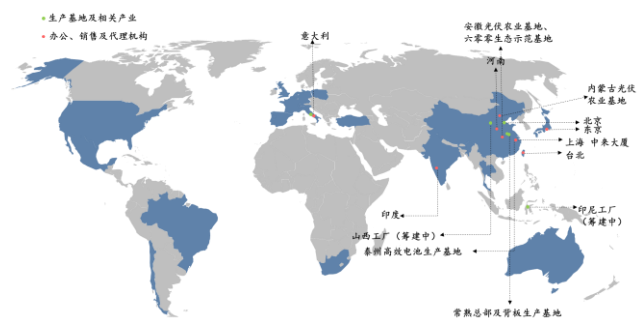 生产基地及相关产业
办公、销售及代理机构
意大利
安徽光伏农业基地、
六零零生态示范基地
河南
内蒙古光伏
农业基地
北京
东京
上海 中来大厦
台北
印度
印尼工厂
（筹建中）
山西工厂（筹建中）
泰州高效电池生产基地
常熟总部及背板生产基地